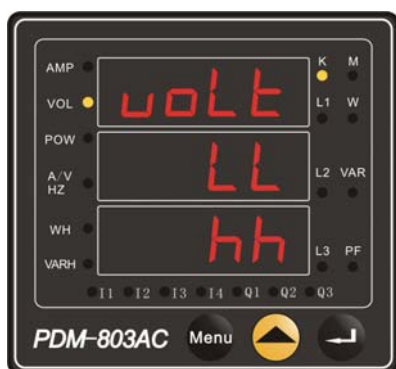 K M
AMP
uoLt
VOL
L1 W
POW
LL
A/V
HZ
L2 VAR
WH
hh
VARH
L3 PF
I1 I2 I3 I4 Q1 Q2 Q3
PDM-803AC Menu